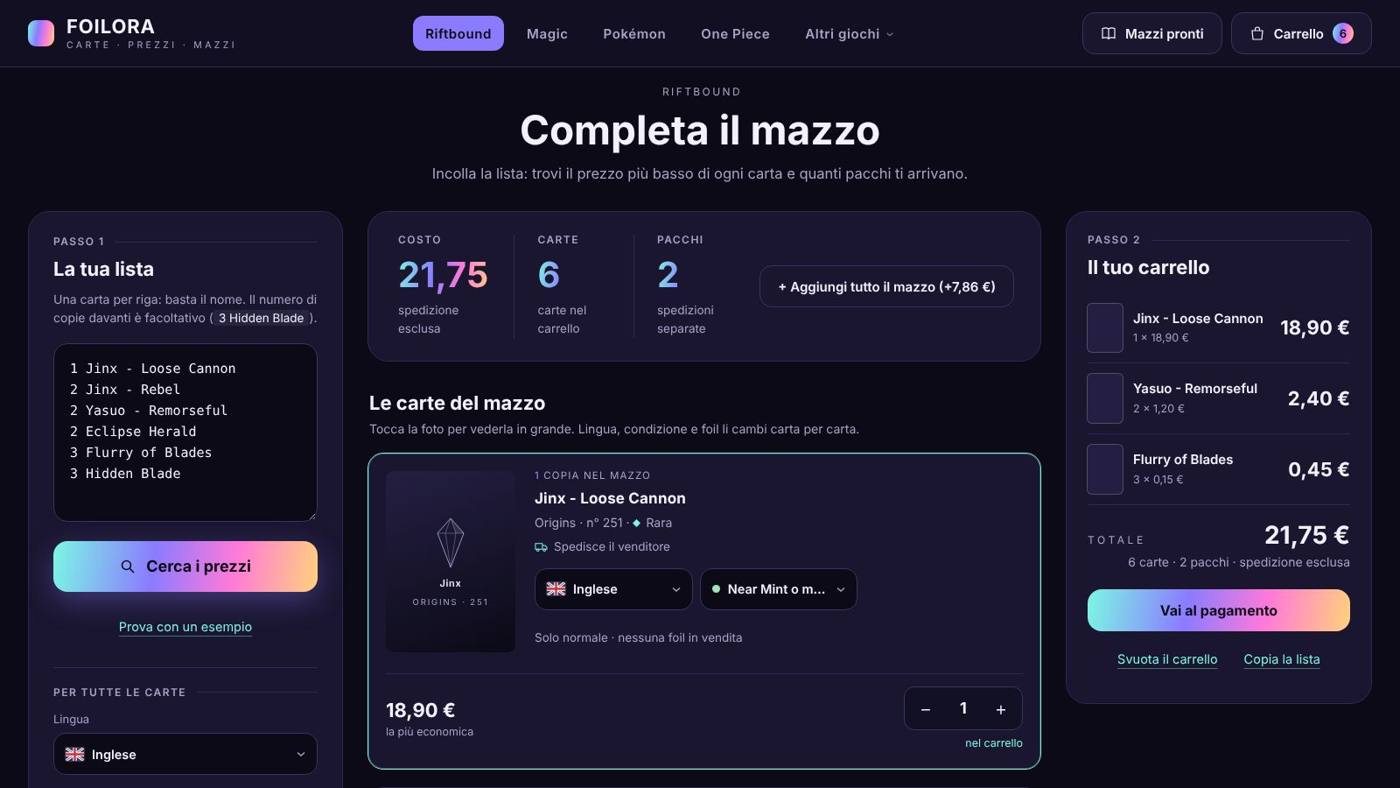 FOILORA
CARTE · PREZZI · MAZZI
Riftbound
Magic
Pokémon
One Piece
Altri giochi
Mazzi pronti
Carrello 6
RIFTBOUND
Completa il mazzo
Incolla la lista: trovi il prezzo più basso di ogni carta e quanti pacchi ti arrivano.
PASSO 1
La tua lista
Una carta per riga: basta il nome. Il numero di
copie davanti è facoltativo ( 3 Hidden Blade ).
1 Jinx - Loose Cannon
2 Jinx - Rebel
2 Yasuo - Remorseful
2 Eclipse Herald
3 Flurry of Blades
3 Hidden Blade
Cerca i prezzi
Prova con un esempio
PER TUTTE LE CARTE
Lingua
Inglese
COSTO
21,75
spedizione
esclusa
CARTE
6
carte nel
carrello
PACCHI
2
spedizioni
separate
+ Aggiungi tutto il mazzo (+7,86 €)
Le carte del mazzo
Tocca la foto per vederla in grande. Lingua, condizione e foil li cambi carta per carta.
Jinx
ORIGINS · 251
1 COPIA NEL MAZZO
Jinx - Loose Cannon
Origins · n° 251 · ◆ Rara
Spedisce il venditore
Inglese
Near Mint o m...
Solo normale · nessuna foil in vendita
18,90 €
la più economica
− 1 +
nel carrello
PASSO 2
Il tuo carrello
Jinx - Loose Cannon
1 × 18,90 €
18,90 €
Yasuo - Remorseful
2 × 1,20 €
2,40 €
Flurry of Blades
3 × 0,15 €
0,45 €
TOTALE
21,75 €
6 carte · 2 pacchi · spedizione esclusa
Vai al pagamento
Svuota il carrello
Copia la lista